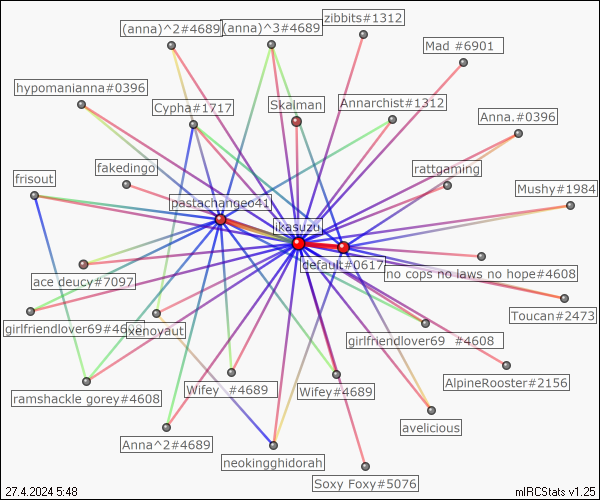 zibbits#1312
(anna)^2#4689
(anna)^3#4689
Mad #6901
hypomanianna#0396
Cypha#1717
Skalman
Annarchist#1312
Anna.#0396
fakedingo
rattgaming
frisout
Mushy#1984
pastachangeo41
ikasuzu
default#0617
ace deucy#7097
no cops no laws no hope#4608
Toucan#2473
girlfriendlover69#4608
xenoyaut
girlfriendlover69 #4608
AlpineRooster#2156
ramshackle gorey#4608
Wifey #4689
Wifey#4689
avelicious
Anna^2#4689
neokingghidorah
Soxy Foxy#5076
27.4.2024 5:48
mIRCStats v1.25